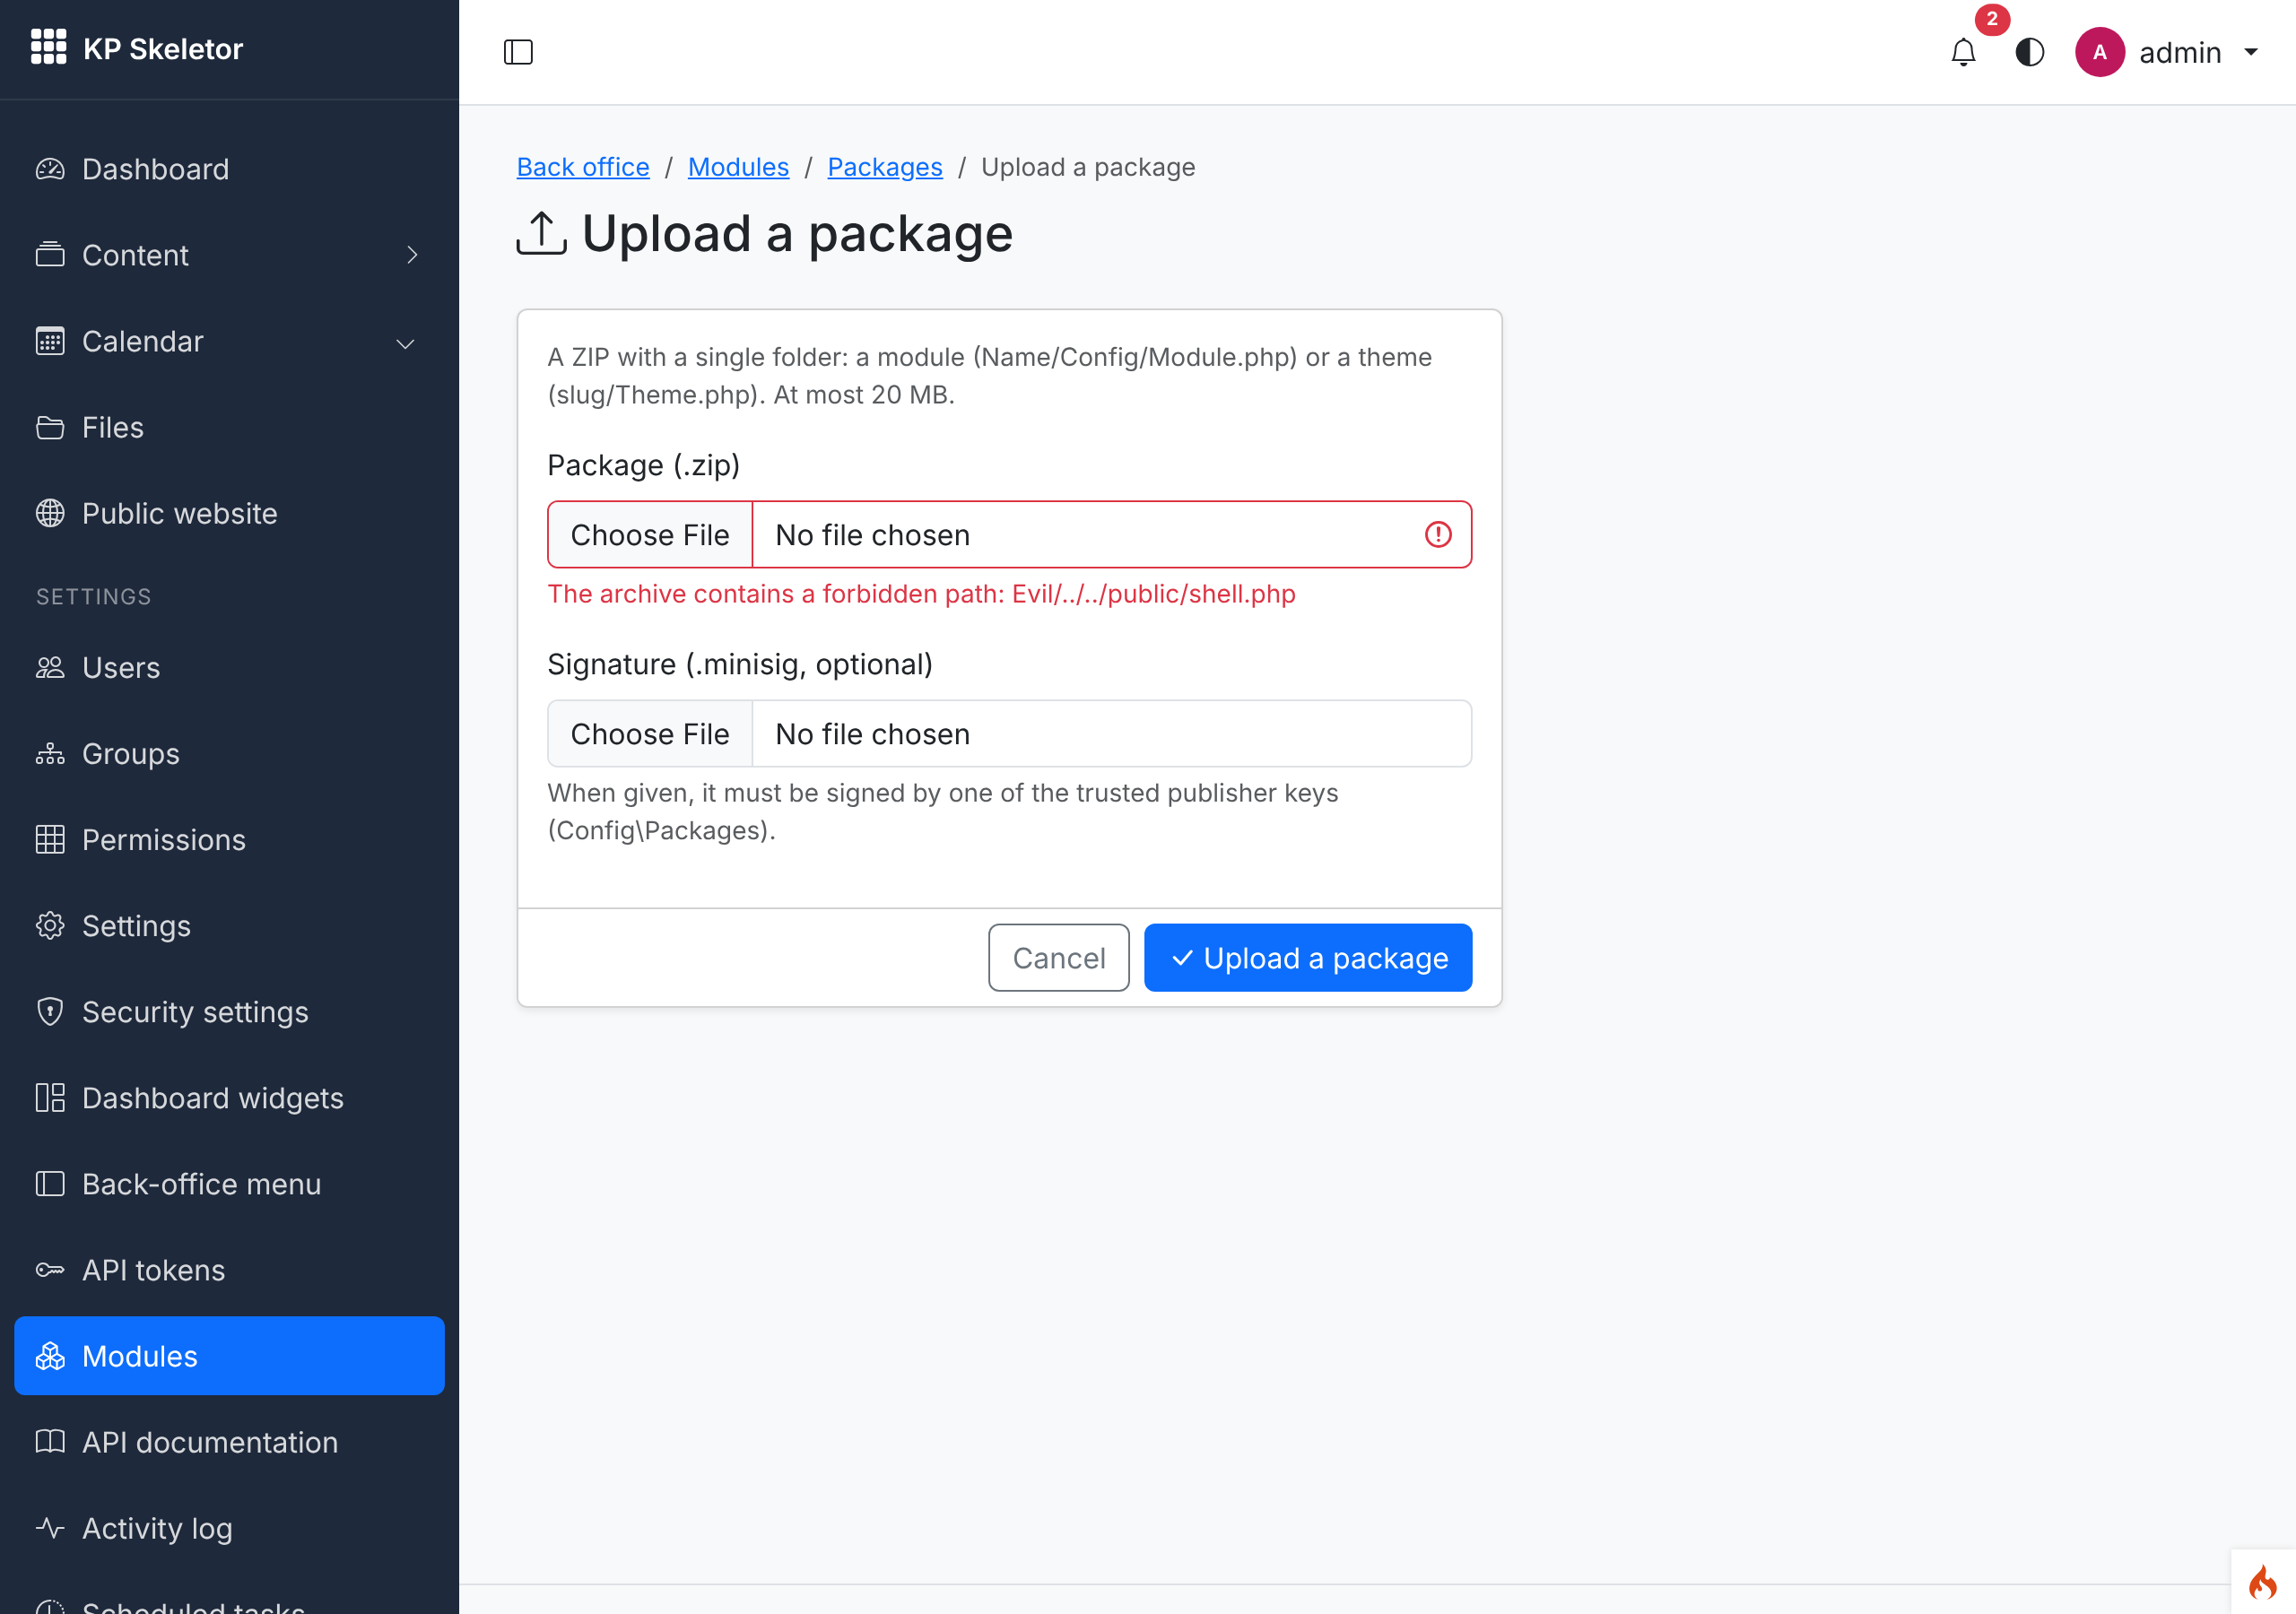 KP Skeletor
2
A
admin
Dashboard
Content
Calendar
Files
Public website
SETTINGS
Users
Groups
Permissions
Settings
Security settings
Dashboard widgets
Back-office menu
API tokens
Modules
API documentation
Activity log
Scheduled tasks
Back office / Modules / Packages / Upload a package
Upload a package
A ZIP with a single folder: a module (Name/Config/Module.php) or a theme
(slug/Theme.php). At most 20 MB.
Package (.zip)
Choose File No file chosen
The archive contains a forbidden path: Evil/../../public/shell.php
Signature (.minisig, optional)
Choose File No file chosen
When given, it must be signed by one of the trusted publisher keys
(Config\Packages).
Cancel
Upload a package